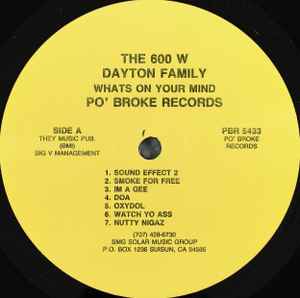 THE 600 W
DAYTON FAMILY
WHATS ON YOUR MIND
PO' BROKE RECORDS
SIDE A
THEY MUSIC PUB.
(BMI)
BIG V MANAGEMENT
PBR 5433
PO' BROKE
RECORDS
1. SOUND EFFECT 2
2. SMOKE FOR FREE
3. IM A GEE
4. DOA
5. OXYDOL
6. WATCH YO ASS
7. NUTTY NIGAZ
(707) 428-6730
SMG SOLAR MUSIC GROUP
P.O. BOX 1236 SUISUN, CA 94585